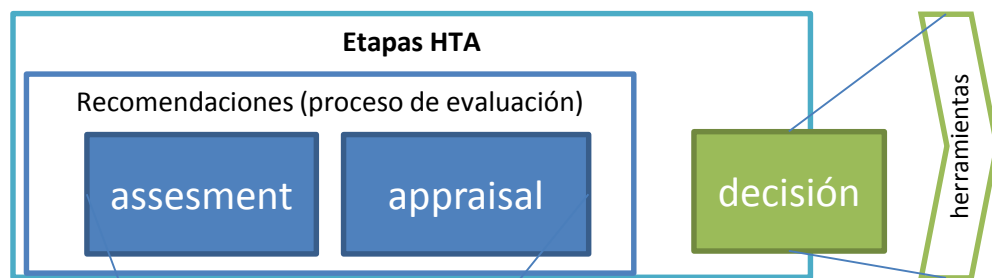 Etapas HTA
Recomendaciones (proceso de evaluación)
assesment
appraisal
decisión
herramientas